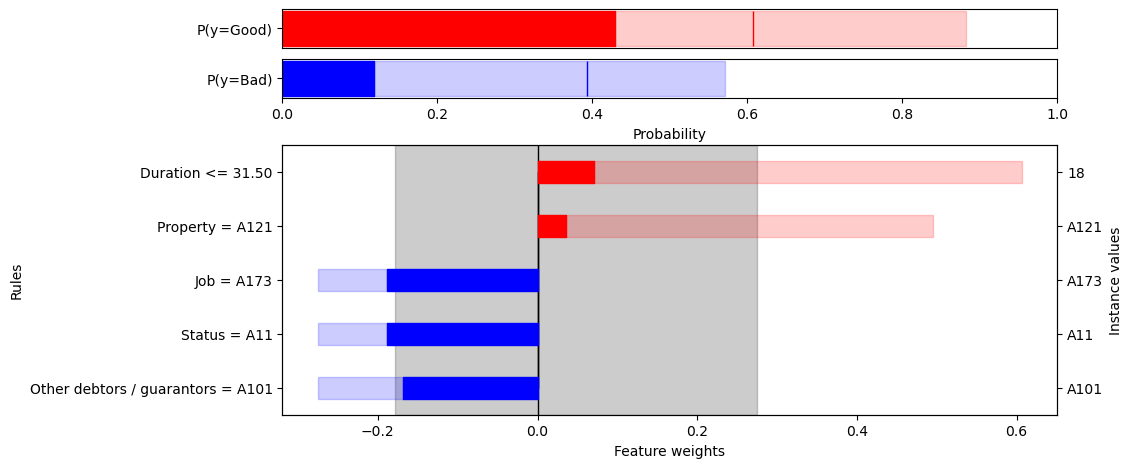 P(y=Good)
P(y=Bad)
0.0 0.2 0.4 0.6 0.8 1.0
Probability
Duration <= 31.50 18
Property = A121 A121
Job = A173 A173
Status = A11 A11
Other debtors / guarantors = A101 A101
Rules
Instance values
−0.2 0.0 0.2 0.4 0.6
Feature weights